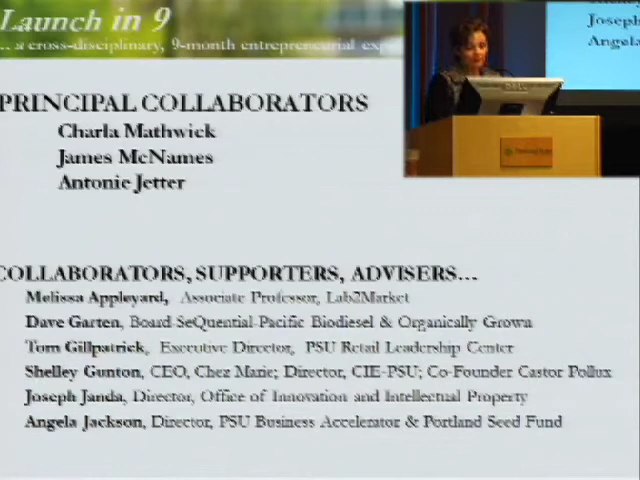 Launch in 9
... a cross-disciplinary, 9-month entrepreneurial exp
PRINCIPAL COLLABORATORS
Charla Mathwick
James McNames
Antonie Jetter
COLLABORATORS, SUPPORTERS, ADVISERS...
Melissa Appleyard, Associate Professor, Lab2Market
Dave Garten, Board SeQuential-Pacific Biodiesel & Organically Grown
Tom Gillpatrick, Executive Director, PSU Retail Leadership Center
Shelley Gunton, CEO, Chez Marie; Director, CIE-PSU; Co-Founder Castor Pollux
Joseph Janda, Director, Office of Innovation and Intellectual Property
Angela Jackson, Director, PSU Business Accelerator & Portland Seed Fund
Joseph
Angela
DELL